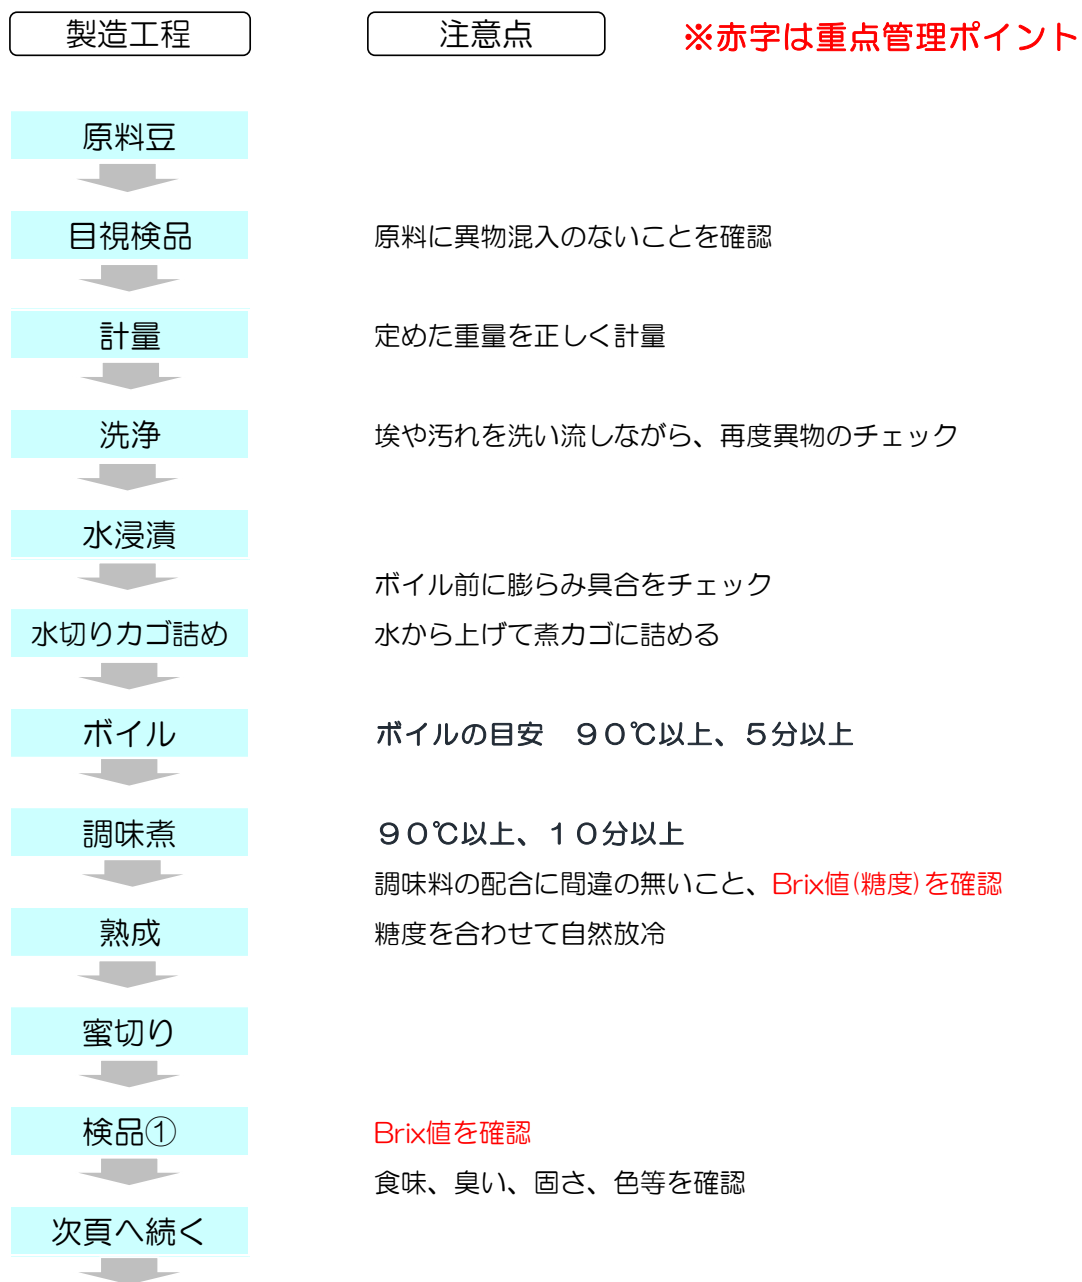 製造工程 注意点 ※赤字は重点管理ポイント
原料豆
目視検品 原料に異物混入のないことを確認
計量 定めた重量を正しく計量
洗浄 埃や汚れを洗い流しながら、再度異物のチェック
水浸漬
ボイル前に膨らみ具合をチェック
水切りカゴ詰め 水から上げて煮カゴに詰める
ボイル ボイルの目安　９０℃以上、５分以上
調味煮 ９０℃以上、１０分以上
調味料の配合に間違の無いこと、Brix値(糖度)を確認
熟成 糖度を合わせて自然放冷
蜜切り
検品① Brix値を確認
食味、臭い、固さ、色等を確認
次頁へ続く